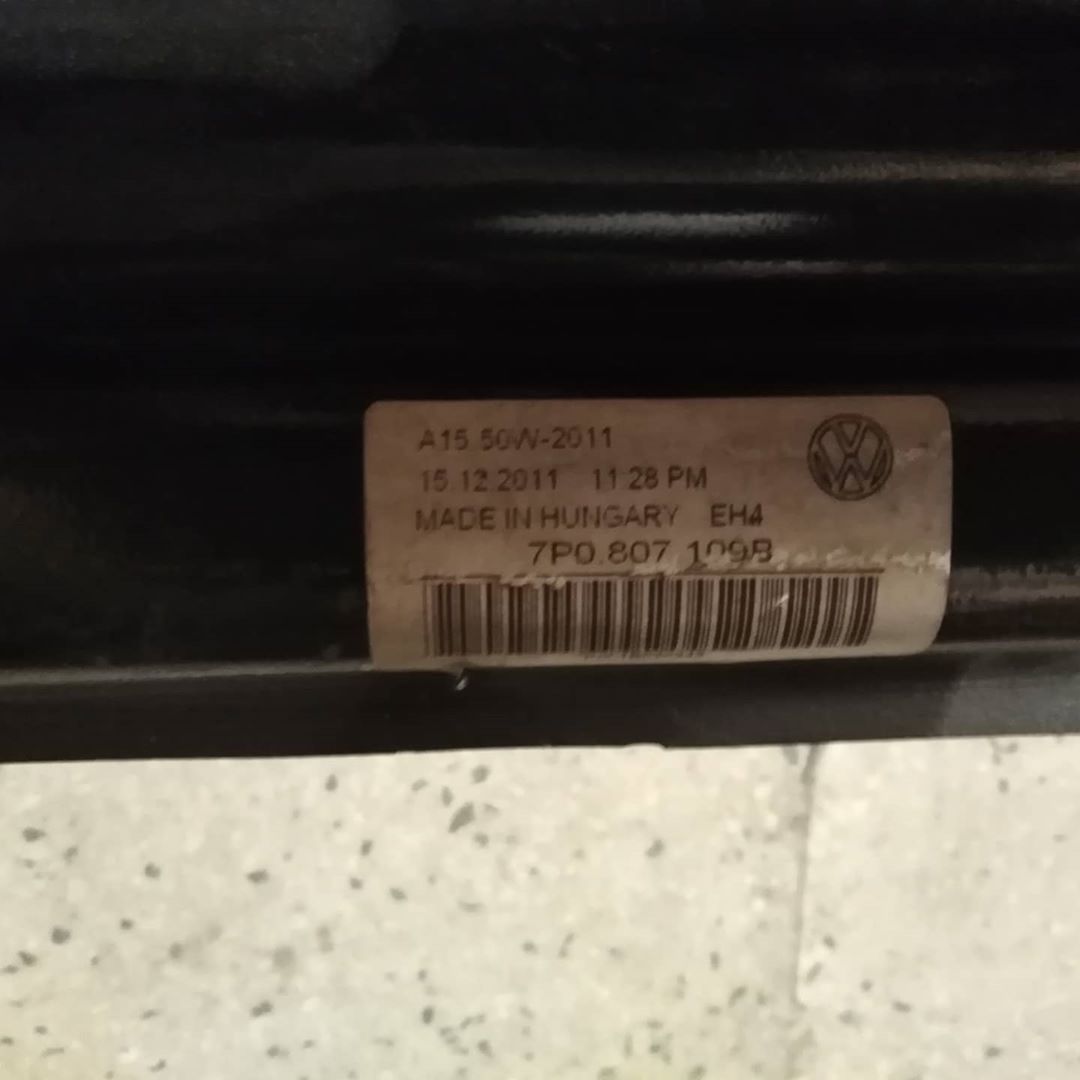 A15 50W-2011
15.12.2011 11:28 PM
MADE IN HUNGARY EH4
7P0.807.109B